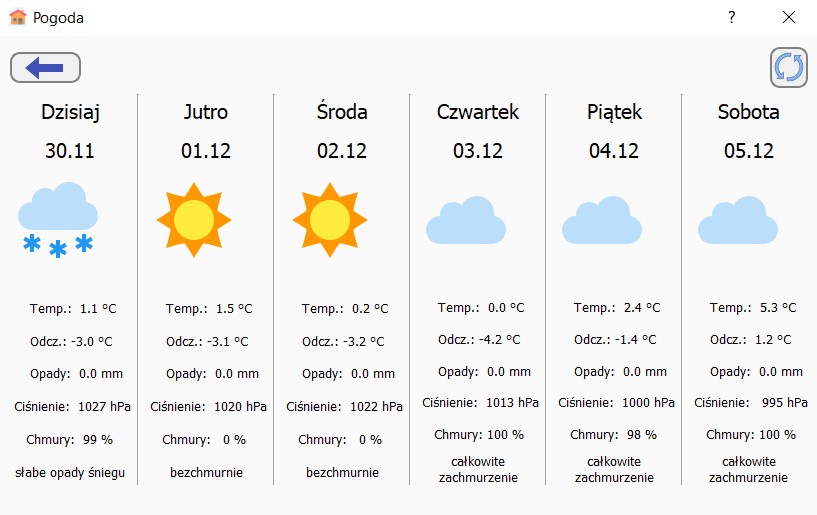 Pogoda
?
Dzisiaj
30.11
Temp.: 1.1 °C
Odcz.: -3.0 °C
Opady: 0.0 mm
Ciśnienie: 1027 hPa
Chmury: 99 %
słabe opady śniegu
Jutro
01.12
Temp.: 1.5 °C
Odcz.: -3.1 °C
Opady: 0.0 mm
Ciśnienie: 1020 hPa
Chmury: 0 %
bezchmurnie
Środa
02.12
Temp.: 0.2 °C
Odcz.: -3.2 °C
Opady: 0.0 mm
Ciśnienie: 1022 hPa
Chmury: 0 %
bezchmurnie
Czwartek
03.12
Temp.: 0.0 °C
Odcz.: -4.2 °C
Opady: 0.0 mm
Ciśnienie: 1013 hPa
Chmury: 100 %
całkowite
zachmurzenie
Piątek
04.12
Temp.: 2.4 °C
Odcz.: -1.4 °C
Opady: 0.0 mm
Ciśnienie: 1000 hPa
Chmury: 98 %
całkowite
zachmurzenie
Sobota
05.12
Temp.: 5.3 °C
Odcz.: 1.2 °C
Opady: 0.0 mm
Ciśnienie: 995 hPa
Chmury: 100 %
całkowite
zachmurzenie